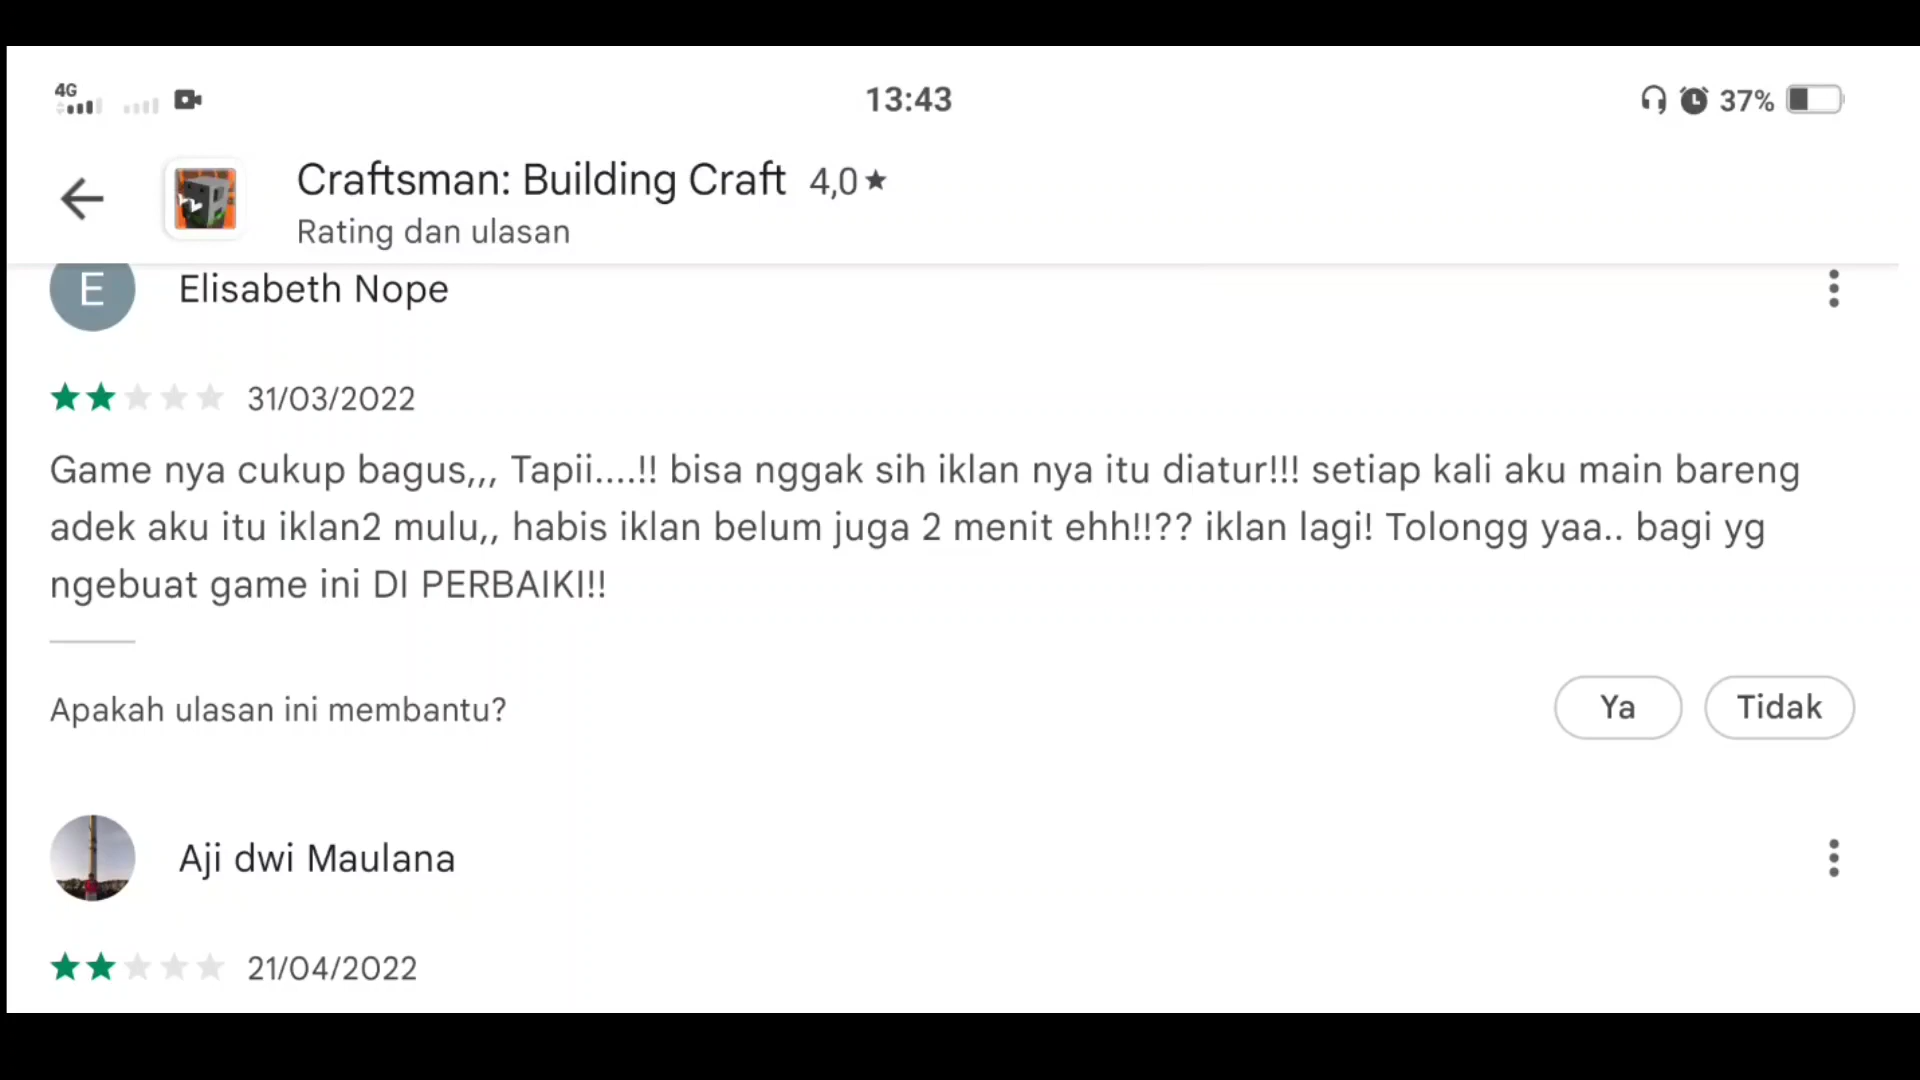 4G
13:43
37%
Craftsman: Building Craft 4,0★
Rating dan ulasan
E
Elisabeth Nope
31/03/2022
Game nya cukup bagus,,, Tapii....!! bisa nggak sih iklan nya itu diatur!!! setiap kali aku main bareng
adek aku itu iklan2 mulu,, habis iklan belum juga 2 menit ehh!!?? iklan lagi! Tolongg yaa.. bagi yg
ngebuat game ini DI PERBAIKI!!
Apakah ulasan ini membantu?
Ya
Tidak
Aji dwi Maulana
21/04/2022